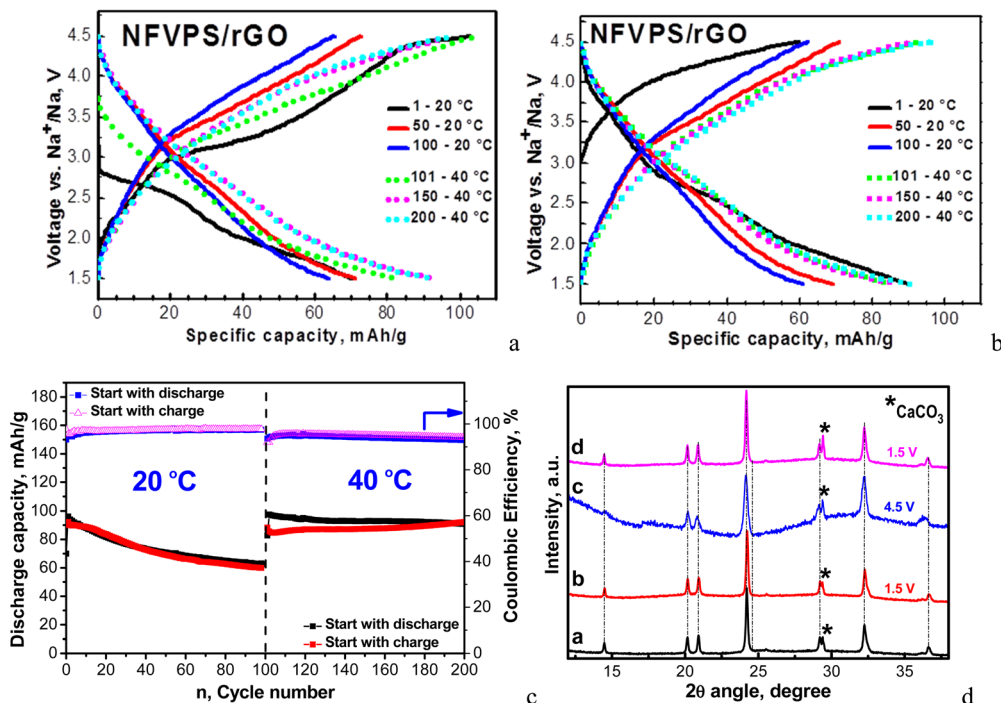 NFVPS/rGO
4.5
4.0
3.5
3.0
2.5
2.0
1.5
Voltage vs. Na⁺/Na, V
1 - 20 °C
50 - 20 °C
100 - 20 °C
101 - 40 °C
150 - 40 °C
200 - 40 °C
0 20 40 60 80 100
Specific capacity, mAh/g
a
NFVPS/rGO
4.5
4.0
3.5
3.0
2.5
2.0
1.5
Voltage vs. Na⁺/Na, V
1 - 20 °C
50 - 20 °C
100 - 20 °C
101 - 40 °C
150 - 40 °C
200 - 40 °C
0 20 40 60 80 100
Specific capacity, mAh/g
b
Start with discharge
Start with charge
180
160
140
120
100
80
60
40
20
0
Discharge capacity, mAh/g
20 °C
40 °C
100
80
60
40
20
0
Coulombic Efficiency, %
Start with discharge
Start with charge
0 20 40 60 80 100 120 140 160 180 200
n, Cycle number
c
Intensity, a.u.
*CaCO₃
d
*
1.5 V
c
*
4.5 V
b
*
1.5 V
a
*
15 20 25 30 35
2θ angle, degree
d